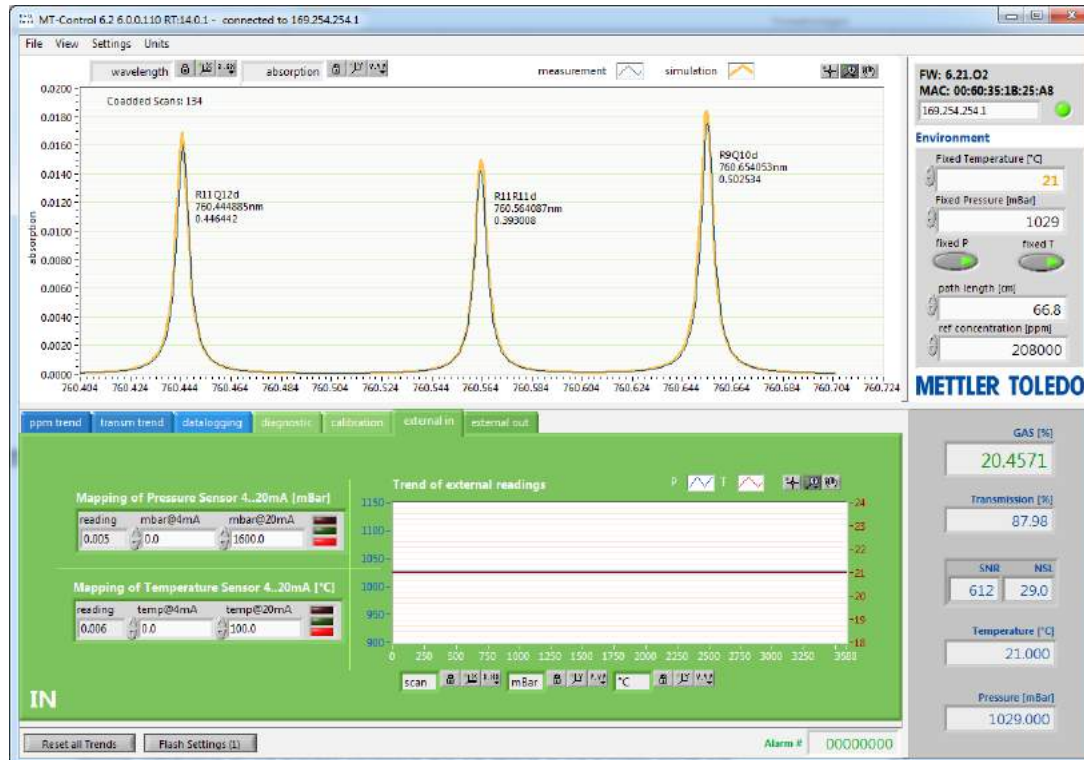 MT-Control 6.2 6.0.0.110 RT:14.0.1 - connected to 169.254.254.1
File View Settings Units
wavelength absorption measurement simulation
Coadded Scans: 134
0.0200
0.0180
0.0160
0.0140
0.0120
0.0100
0.0080
0.0060
0.0040
0.0020
0.0000
absorption
R11Q12d
760.444885nm
0.446442
R11R11d
760.564087nm
0.393008
R9Q10d
760.654053nm
0.502534
760.404 760.424 760.444 760.464 760.484 760.504 760.524 760.544 760.564 760.584 760.604 760.624 760.644 760.664 760.684 760.704 760.724
FW: 6.21.02
MAC: 00:60:35:1B:25:A8
169.254.254.1
Environment
Fixed Temperature [°C]
21
Fixed Pressure [mBar]
1029
fixed P fixed T
path length [cm]
66.8
ref concentration [ppm]
208000
METTLER TOLEDO
ppm trend transm trend datalogging diagnostic calibration external in external out
Mapping of Pressure Sensor 4..20mA [mBar]
reading mbar@4mA mbar@20mA
0.005 0.0 1600.0
Mapping of Temperature Sensor 4..20mA [°C]
reading temp@4mA temp@20mA
0.006 0.0 100.0
IN
Trend of external readings P T
1150
1100
1050
1000
950
900
24
23
22
21
20
19
18
0 250 500 750 1000 1250 1500 1750 2000 2250 2500 2750 3000 3250 3588
scan mBar °C
GAS [%]
20.4571
Transmission [%]
87.98
SNR NSL
612 29.0
Temperature [°C]
21.000
Pressure [mBar]
1029.000
Reset all Trends Flash Settings (1) Alarm # 00000000